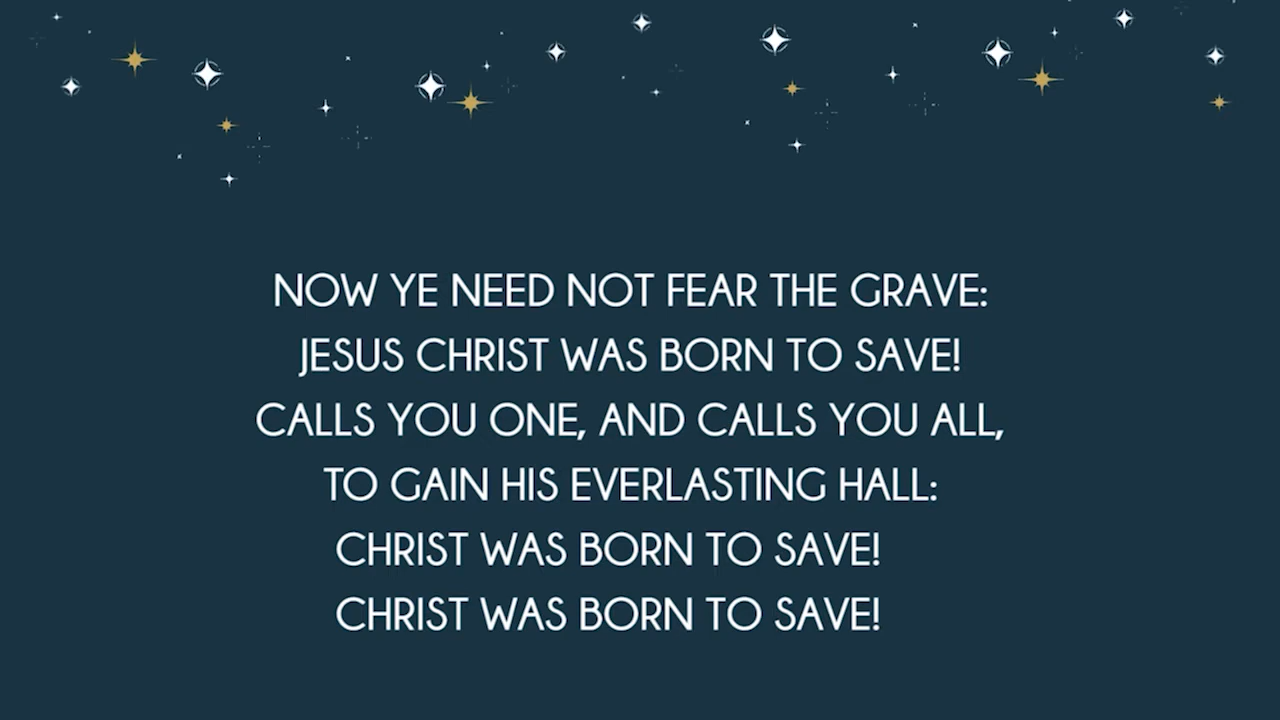 NOW YE NEED NOT FEAR THE GRAVE:
JESUS CHRIST WAS BORN TO SAVE!
CALLS YOU ONE, AND CALLS YOU ALL,
TO GAIN HIS EVERLASTING HALL:
CHRIST WAS BORN TO SAVE!
CHRIST WAS BORN TO SAVE!